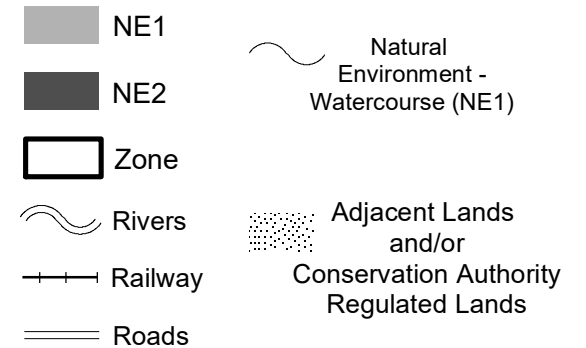 NE1
NE2
Zone
Rivers
Railway
Roads
Natural
Environment -
Watercourse (NE1)
Adjacent Lands
and/or
Conservation Authority
Regulated Lands